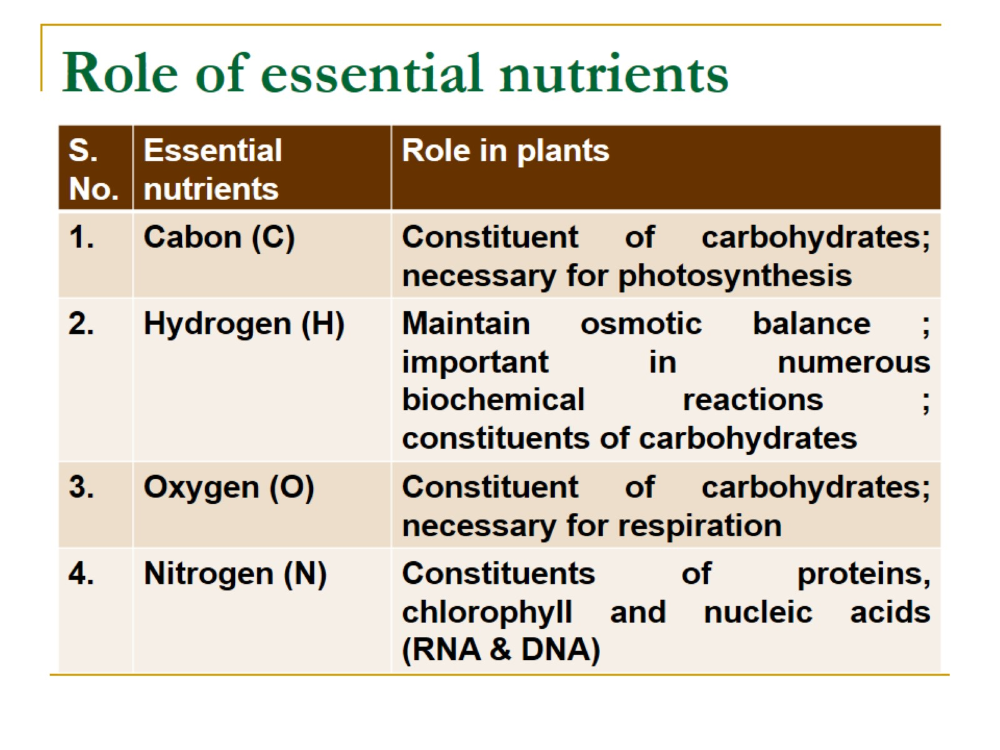 Role of essential nutrients
S. No.
Essential nutrients
Role in plants
1.
Cabon (C)
Constituent of carbohydrates;
necessary for photosynthesis
2.
Hydrogen (H)
Maintain osmotic balance ;
important in numerous
biochemical reactions ;
constituents of carbohydrates
3.
Oxygen (O)
Constituent of carbohydrates;
necessary for respiration
4.
Nitrogen (N)
Constituents of proteins,
chlorophyll and nucleic acids
(RNA & DNA)